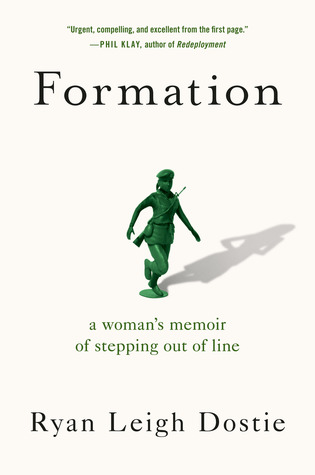 “Urgent, compelling, and excellent from the first page.”
—PHIL KLAY, author of Redeployment
Formation
a woman’s memoir
of stepping out of line
Ryan Leigh Dostie